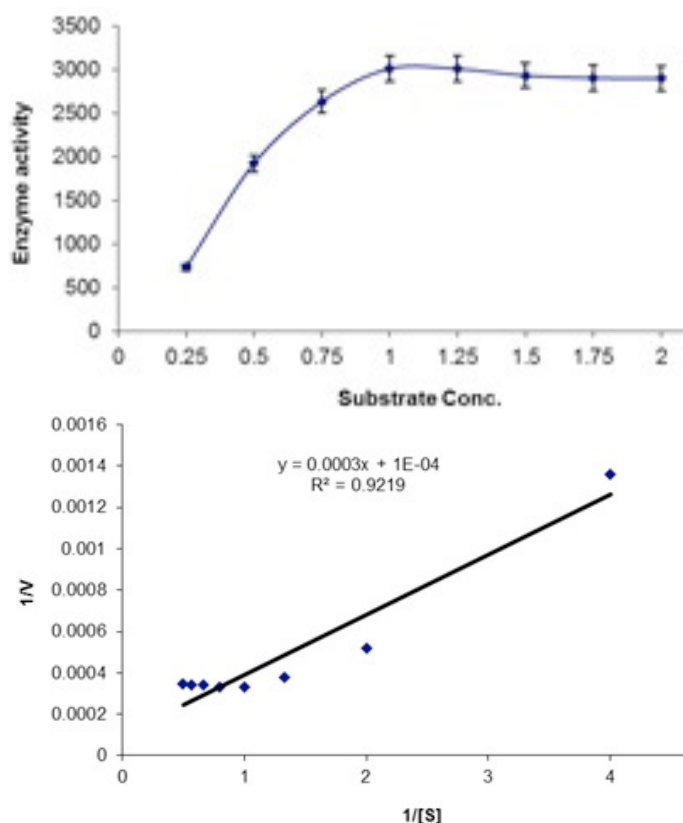 3500
3000
2500
2000
1500
1000
500
0
Enzyme activity
0 0.25 0.5 0.75 1 1.25 1.5 1.75 2
Substrate Conc.
0.0016
0.0014
0.0012
0.001
0.0008
0.0006
0.0004
0.0002
0
1/V
y = 0.0003x + 1E-04
R² = 0.9219
0 1 2 3 4
1/[S]